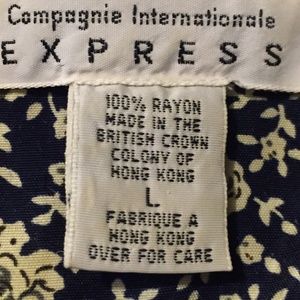 Compagnie Internationale
EXPRESS
100% RAYON
MADE IN THE
BRITISH CROWN
COLONY OF
HONG KONG
L
FABRIQUE A
HONG KONG
OVER FOR CARE